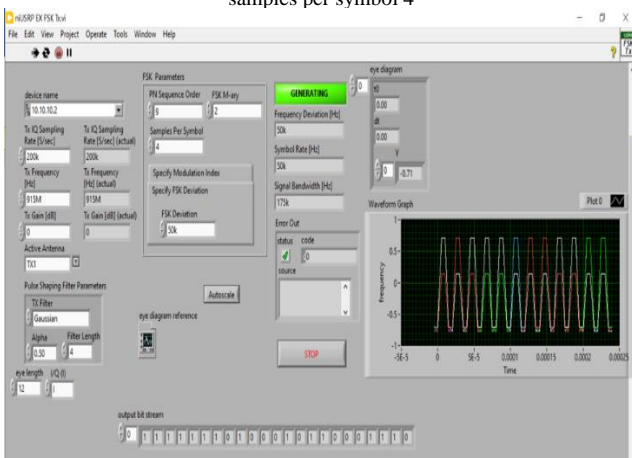 samples per symbol 4
niUSRP EX FSK Tx.vi
File Edit View Project Operate Tools Window Help
FSK
device name
10.10.10.2
Tx IQ Sampling Rate [S/sec]
200k
Tx IQ Sampling Rate [S/sec] (actual)
200k
Tx Frequency [Hz]
915M
Tx Frequency [Hz] (actual)
915M
Tx Gain [dB]
0
Tx Gain [dB] (actual)
0
Active Antenna
TX1
Pulse Shaping Filter Parameters
TX Filter
Gaussian
Alpha
0.50
Filter Length
4
eye length
12
I/Q (I)
I
FSK Parameters
PN Sequence Order
9
FSK M-ary
2
Samples Per Symbol
4
Specify Modulation Index
Specify FSK Deviation
FSK Deviation
50k
Autoscale
eye diagram reference
GENERATING
Frequency Deviation [Hz]
50k
Symbol Rate [Hz]
50k
Signal Bandwidth [Hz]
175k
Error Out
status code
0
source
STOP
eye diagram
0
t0
0.00
dt
0.00
Y
0
-0.71
Waveform Graph
Plot 0
frequency
1
0.5
0
-0.5
-1
-5E-5 0 5E-5 0.0001 0.00015 0.0002 0.00025
Time
output bit stream
0 1 1 1 1 1 1 1 1 0 1 0 0 0 1 0 1 1 0 0 0 1 1 1 0